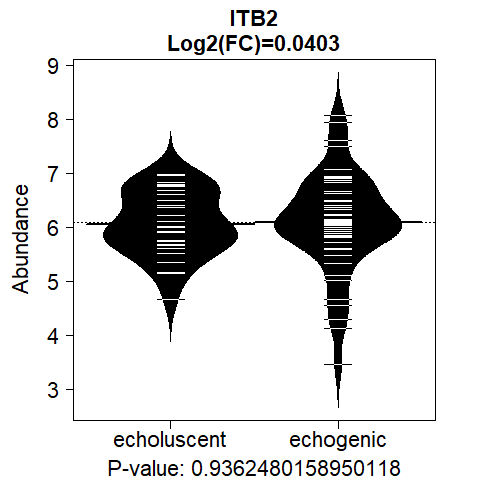 ITB2
Log2(FC)=0.0403
Abundance
9
8
7
6
5
4
3
echoluscent echogenic
P-value: 0.9362480158950118